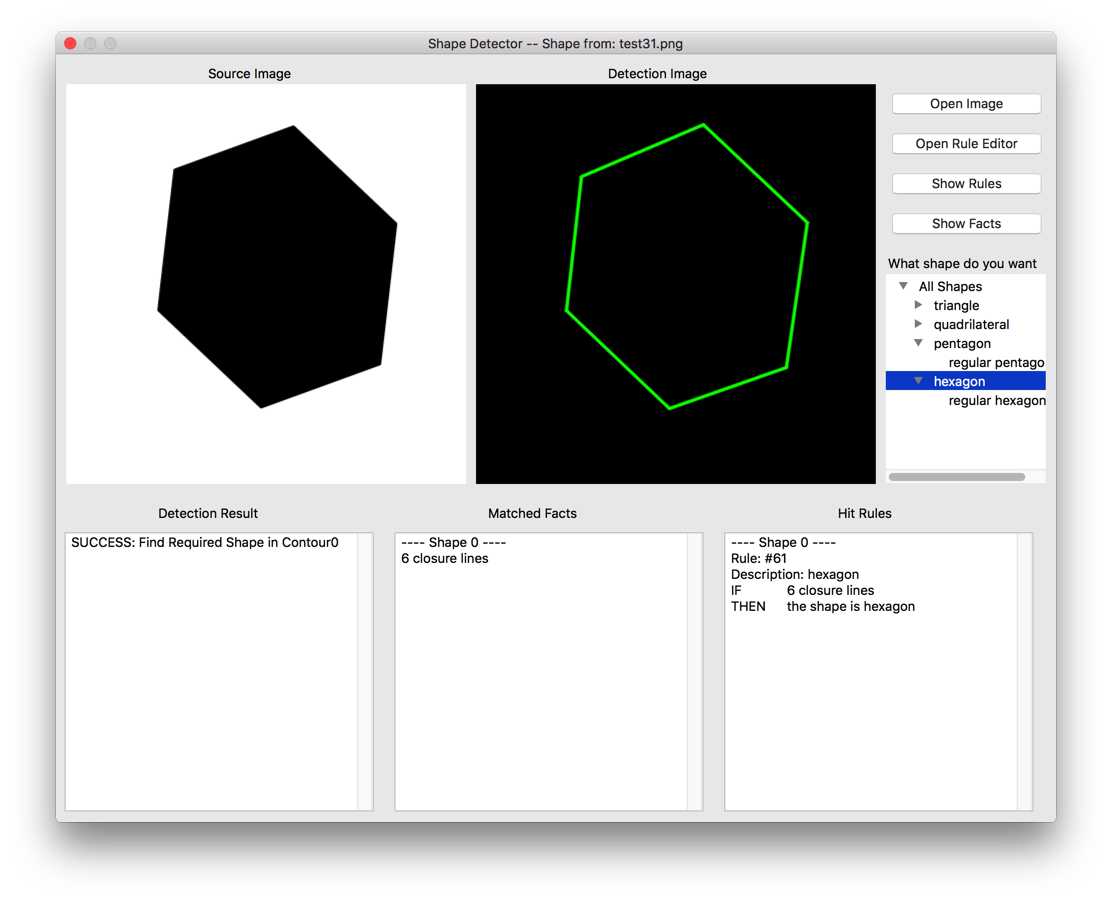 Shape Detector -- Shape from: test31.png
Source Image
Detection Image
Open Image
Open Rule Editor
Show Rules
Show Facts
What shape do you want
All Shapes
triangle
quadrilateral
pentagon
regular pentago
hexagon
regular hexagon
Detection Result
SUCCESS: Find Required Shape in Contour0
Matched Facts
---- Shape 0 ----
6 closure lines
Hit Rules
---- Shape 0 ----
Rule: #61
Description: hexagon
IF 6 closure lines
THEN the shape is hexagon